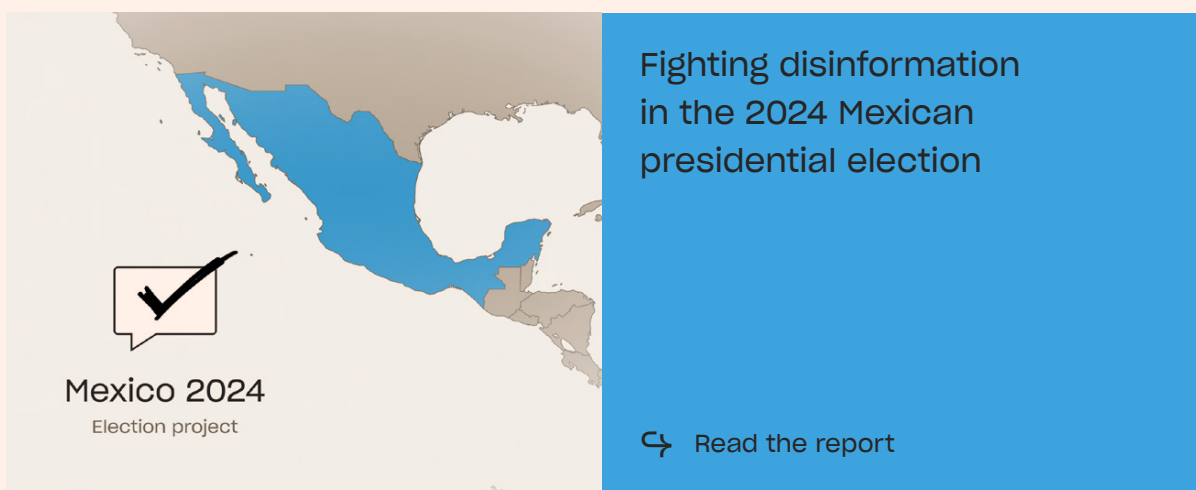 Mexico 2024
Election project
Fighting disinformation
in the 2024 Mexican
presidential election
Read the report